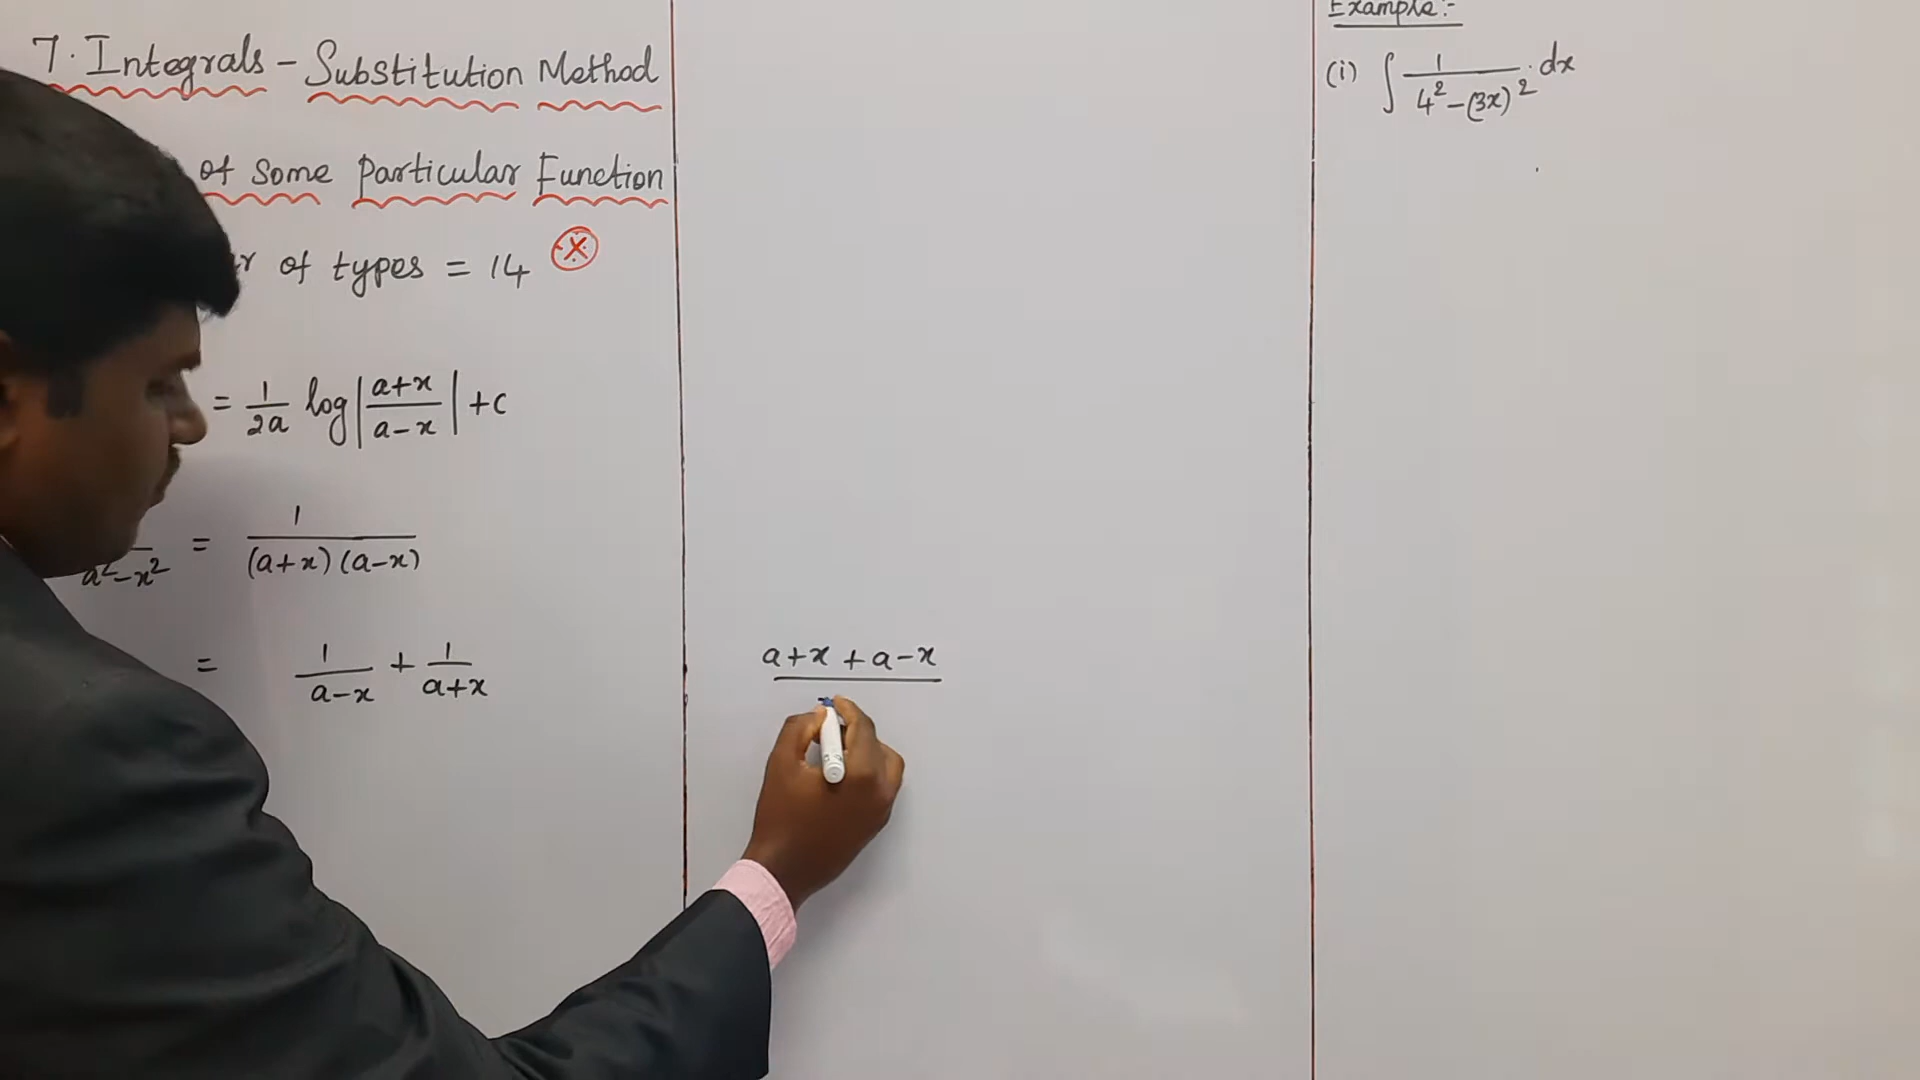 7. Integrals - Substitution Method
of some particular Function
r of types = 14
= 1/2a log |a+x/a-x| + c
a²-x² = 1/(a+x)(a-x)
= 1/a-x + 1/a+x
a+x + a-x
Example:-
(i) ∫ 1/4²-(3x)² . dx